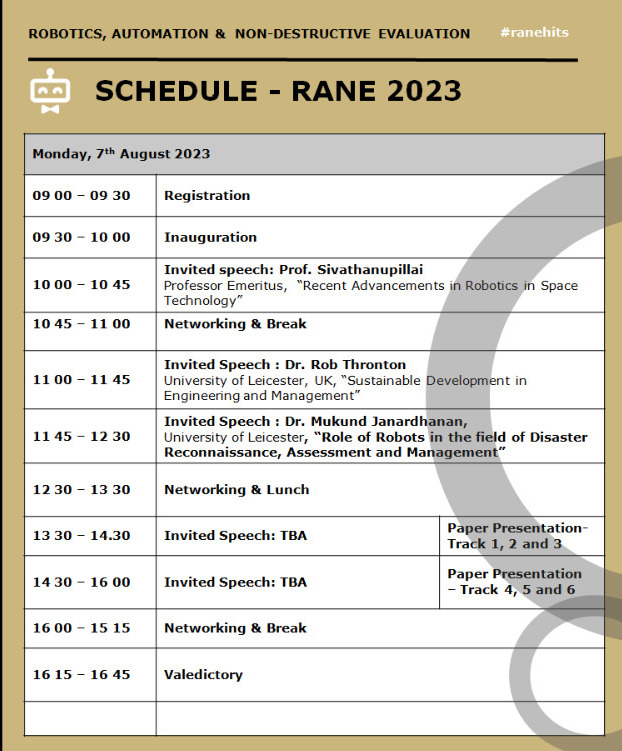 ROBOTICS, AUTOMATION & NON-DESTRUCTIVE EVALUATION
#ranehits
SCHEDULE - RANE 2023
Monday, 7th August 2023
09 00 – 09 30
Registration
09 30 – 10 00
Inauguration
10 00 – 10 45
Invited speech: Prof. Sivathanupillai
Professor Emeritus, “Recent Advancements in Robotics in Space
Technology”
10 45 – 11 00
Networking & Break
11 00 – 11 45
Invited Speech : Dr. Rob Thronton
University of Leicester, UK, “Sustainable Development in
Engineering and Management”
11 45 – 12 30
Invited Speech : Dr. Mukund Janardhanan,
University of Leicester, “Role of Robots in the field of Disaster
Reconnaissance, Assessment and Management”
12 30 – 13 30
Networking & Lunch
13 30 – 14.30
Invited Speech: TBA
Paper Presentation-
Track 1, 2 and 3
14 30 – 16 00
Invited Speech: TBA
Paper Presentation
– Track 4, 5 and 6
16 00 – 15 15
Networking & Break
16 15 – 16 45
Valedictory